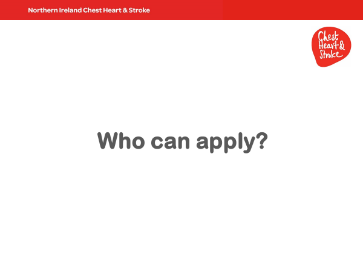 Northern Ireland Chest Heart & Stroke
Chest
Heart &
Stroke
Who can apply?